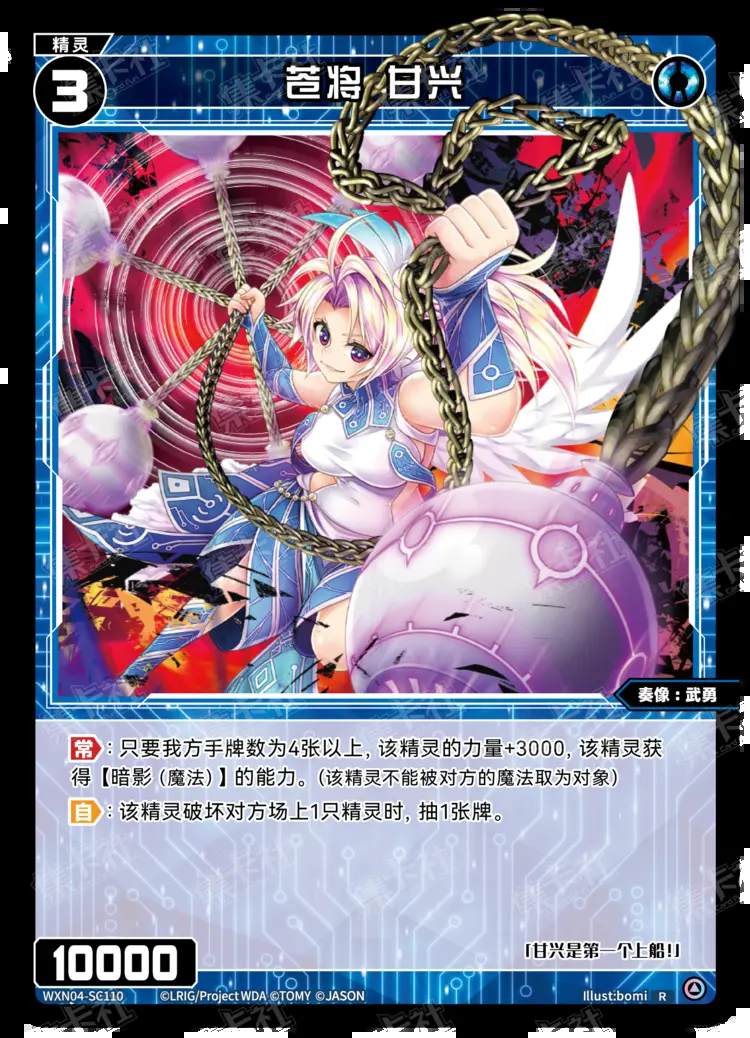 精灵
3
苍将 甘兴
奏像：武勇
常：只要我方手牌数为4张以上，该精灵的力量+3000，该精灵获
得【暗影（魔法）】的能力。（该精灵不能被对方的魔法取为对象）
自：该精灵破坏对方场上1只精灵时，抽1张牌。
10000
「甘兴是第一个上船！」
WXN04-SC110 ©LRIG/Project WDA ©TOMY ©JASON Illust:bomi R
集卡社